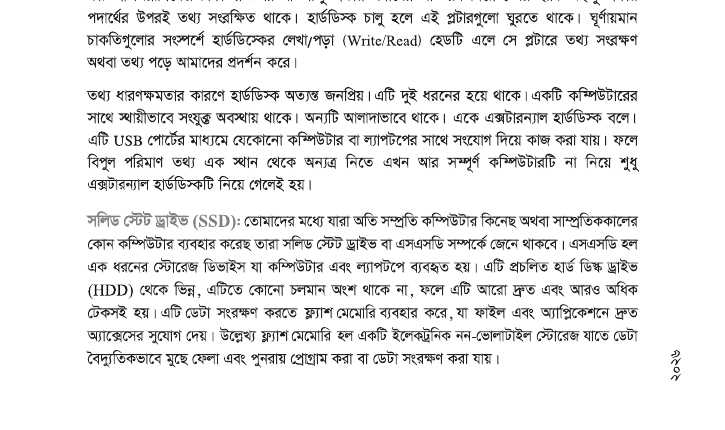 পদার্থের উপরই তথ্য সংরক্ষিত থাকে। হার্ডডিস্ক চালু হলে এই প্লটারগুলো ঘুরতে থাকে। ঘূর্ণায়মান
চাকতিগুলোর সংস্পর্শে হার্ডডিস্কের লেখা/পড়া (Write/Read) হেডটি এলে সে প্লটারে তথ্য সংরক্ষণ
অথবা তথ্য পড়ে আমাদের প্রদর্শন করে।
তথ্য ধারণক্ষমতার কারণে হার্ডডিস্ক অত্যন্ত জনপ্রিয়। এটি দুই ধরনের হয়ে থাকে। একটি কম্পিউটারের
সাথে স্থায়ীভাবে সংযুক্ত অবস্থায় থাকে। অন্যটি আলাদাভাবে থাকে। একে এক্সটারন্যাল হার্ডডিস্ক বলে।
এটি USB পোর্টের মাধ্যমে যেকোনো কম্পিউটার বা ল্যাপটপের সাথে সংযোগ দিয়ে কাজ করা যায়। ফলে
বিপুল পরিমাণ তথ্য এক স্থান থেকে অন্যত্র নিতে এখন আর সম্পূর্ণ কম্পিউটারটি না নিয়ে শুধু
এক্সটারন্যাল হার্ডডিস্কটি নিয়ে গেলেই হয়।
সলিড স্টেট ড্রাইভ (SSD): তোমাদের মধ্যে যারা অতি সম্প্রতি কম্পিউটার কিনেছ অথবা সাম্প্রতিককালের
কোন কম্পিউটার ব্যবহার করেছ তারা সলিড স্টেট ড্রাইভ বা এসএসডি সম্পর্কে জেনে থাকবে। এসএসডি হল
এক ধরনের স্টোরেজ ডিভাইস যা কম্পিউটার এবং ল্যাপটপে ব্যবহৃত হয়। এটি প্রচলিত হার্ড ডিস্ক ড্রাইভ
(HDD) থেকে ভিন্ন, এটিতে কোনো চলমান অংশ থাকে না, ফলে এটি আরো দ্রুত এবং আরও অধিক
টেকসই হয়। এটি ডেটা সংরক্ষণ করতে ফ্ল্যাশ মেমোরি ব্যবহার করে, যা ফাইল এবং অ্যাপ্লিকেশনে দ্রুত
অ্যাক্সেসের সুযোগ দেয়। উল্লেখ্য ফ্ল্যাশ মেমোরি হল একটি ইলেকট্রনিক নন-ভোলাটাইল স্টোরেজ যাতে ডেটা
বৈদ্যুতিকভাবে মুছে ফেলা এবং পুনরায় প্রোগ্রাম করা বা ডেটা সংরক্ষণ করা যায়।
২০২৬